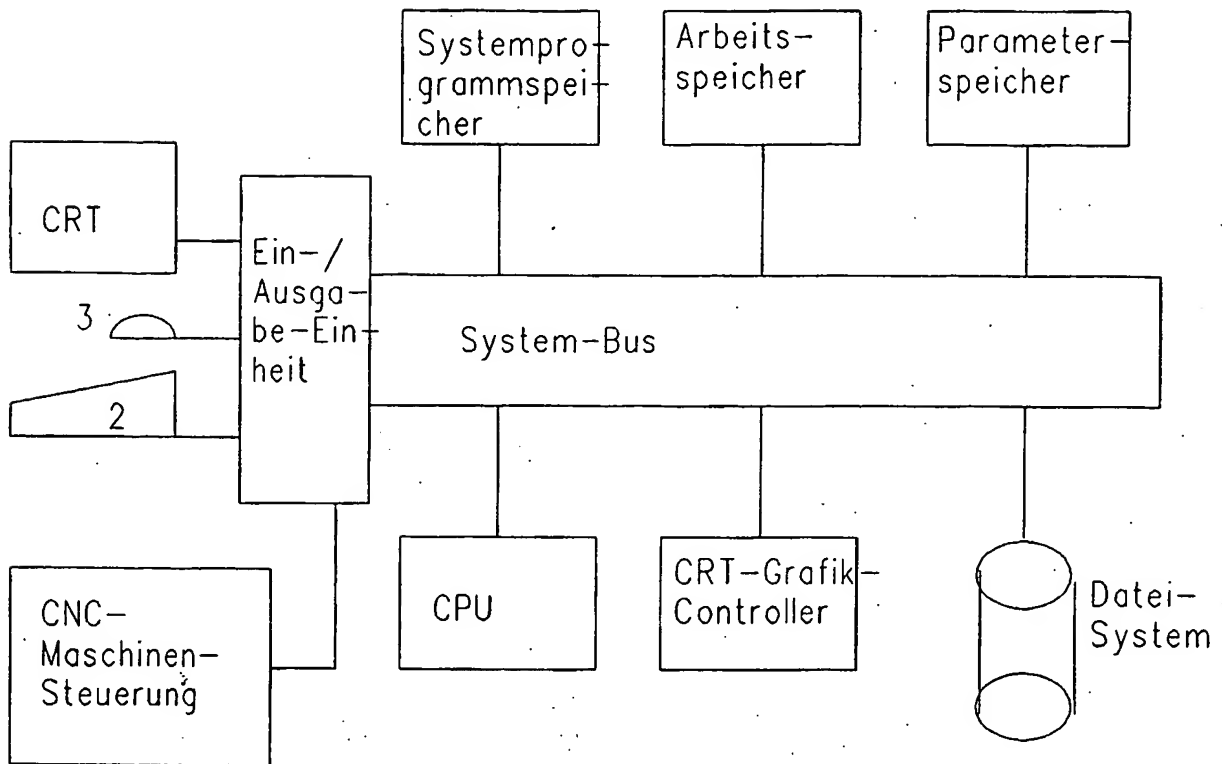 Systempro-
grammspei-
cher
Arbeits-
speicher
Parameter-
speicher
CRT
Ein-/
Ausga-
be-Ein-
heit
3
System-Bus
2
CNC-
Maschinen-
Steuerung
CPU
CRT-Grafik-
Controller
Datei-
System